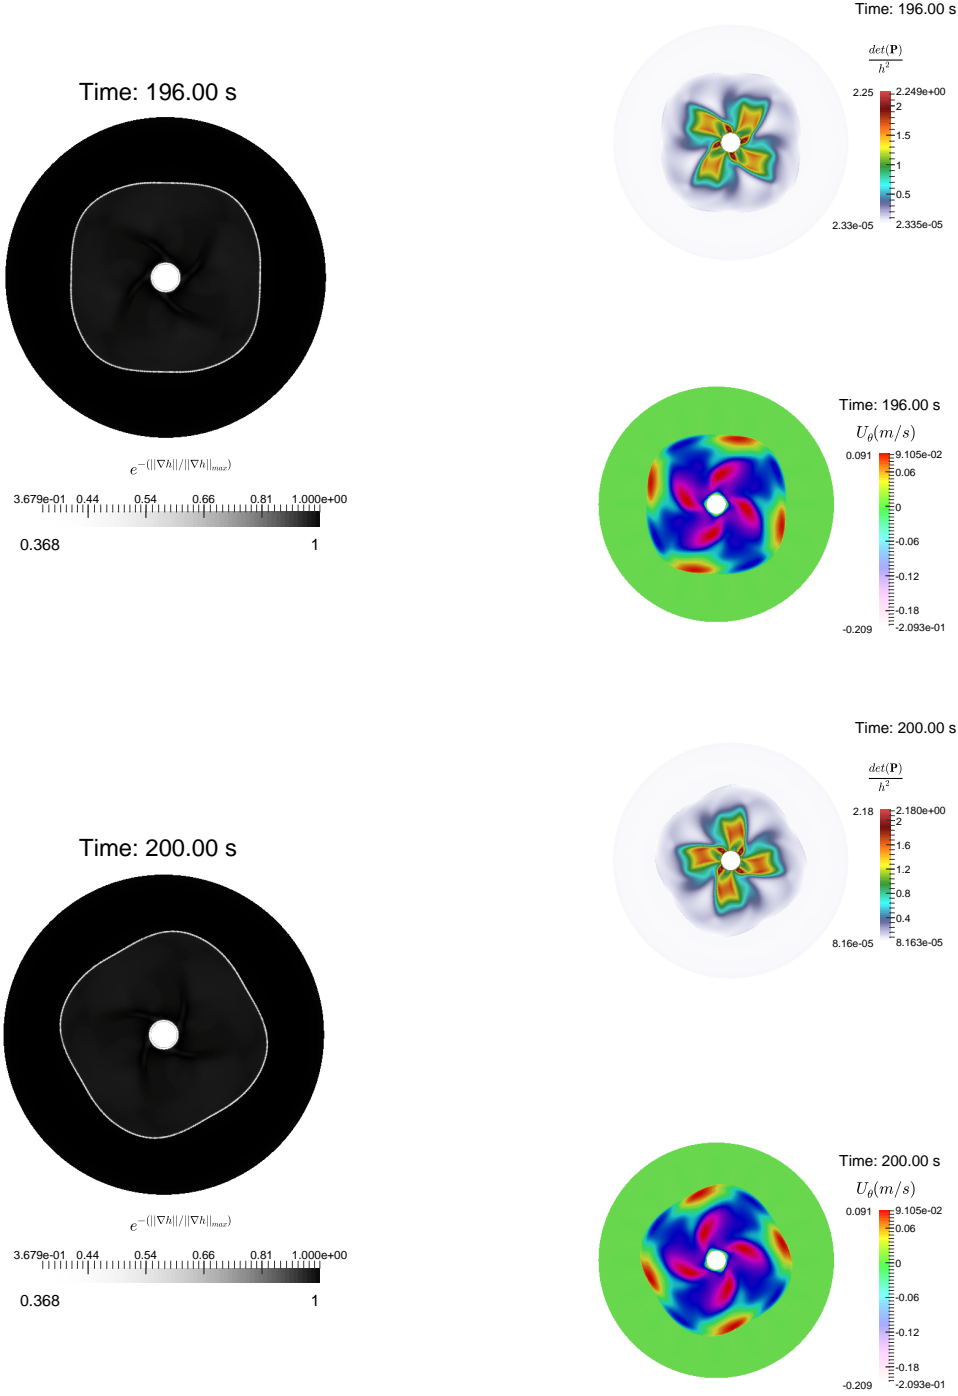 Time: 196.00 s
e^{-(||∇h||/||∇h||_{max})}
3.679e-01 0.44 0.54 0.66 0.81 1.000e+00
0.368 1
Time: 196.00 s
det(P)
h^2
2.25 2.249e+00
2
1.5
1
0.5
2.33e-05 2.335e-05
Time: 196.00 s
U_θ(m/s)
0.091 9.105e-02
0.06
0
-0.06
-0.12
-0.18
-0.209 -2.093e-01
Time: 200.00 s
e^{-(||∇h||/||∇h||_{max})}
3.679e-01 0.44 0.54 0.66 0.81 1.000e+00
0.368 1
Time: 200.00 s
det(P)
h^2
2.18 2.180e+00
2
1.6
1.2
0.8
0.4
8.16e-05 8.163e-05
Time: 200.00 s
U_θ(m/s)
0.091 9.105e-02
0.06
0
-0.06
-0.12
-0.18
-0.209 -2.093e-01